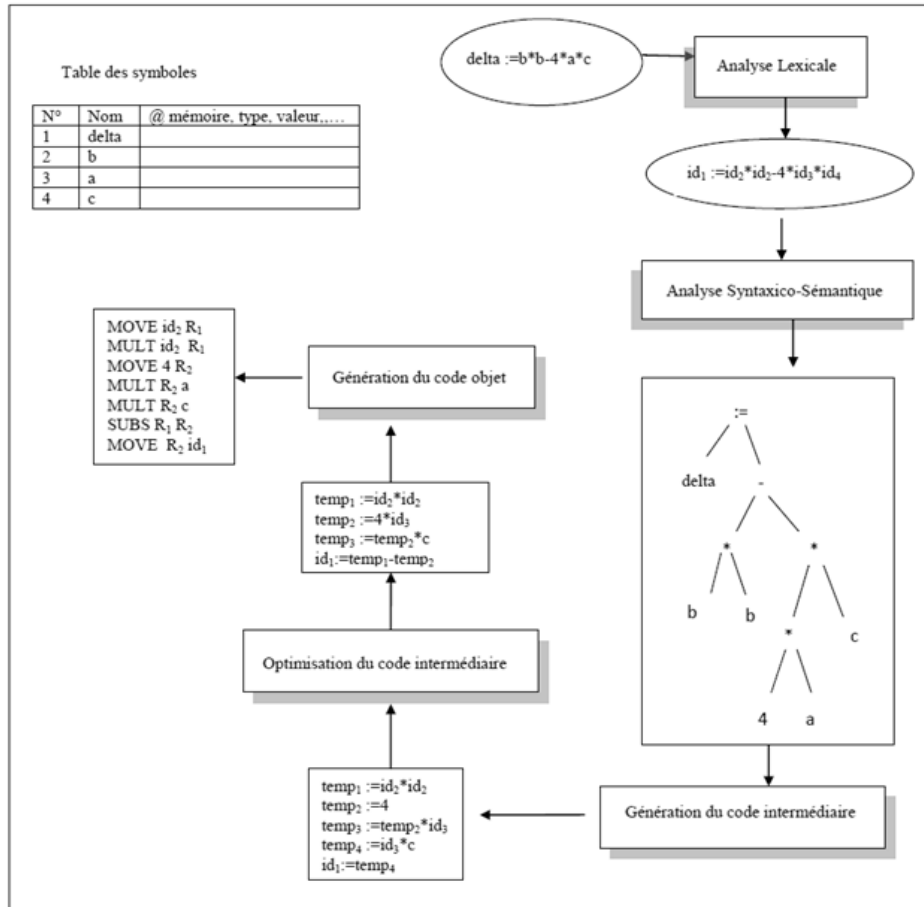 delta :=b*b-4*a*c
Analyse Lexicale
Table des symboles
N° Nom @ mémoire, type, valeur,,…
1 delta
2 b
3 a
4 c
id₁ :=id₂*id₂-4*id₃*id₄
Analyse Syntaxico-Sémantique
MOVE id₂ R₁
MULT id₂ R₁
MOVE 4 R₂
MULT R₂ a
MULT R₂ c
SUBS R₁ R₂
MOVE R₂ id₁
Génération du code objet
:=
delta -
* *
b b * c
4 a
temp₁ :=id₂*id₂
temp₂ :=4*id₃
temp₃ :=temp₂*c
id₁:=temp₁-temp₂
Optimisation du code intermédiaire
temp₁ :=id₂*id₂
temp₂ :=4
temp₃ :=temp₂*id₃
temp₄ :=id₃*c
id₁:=temp₄
Génération du code intermédiaire